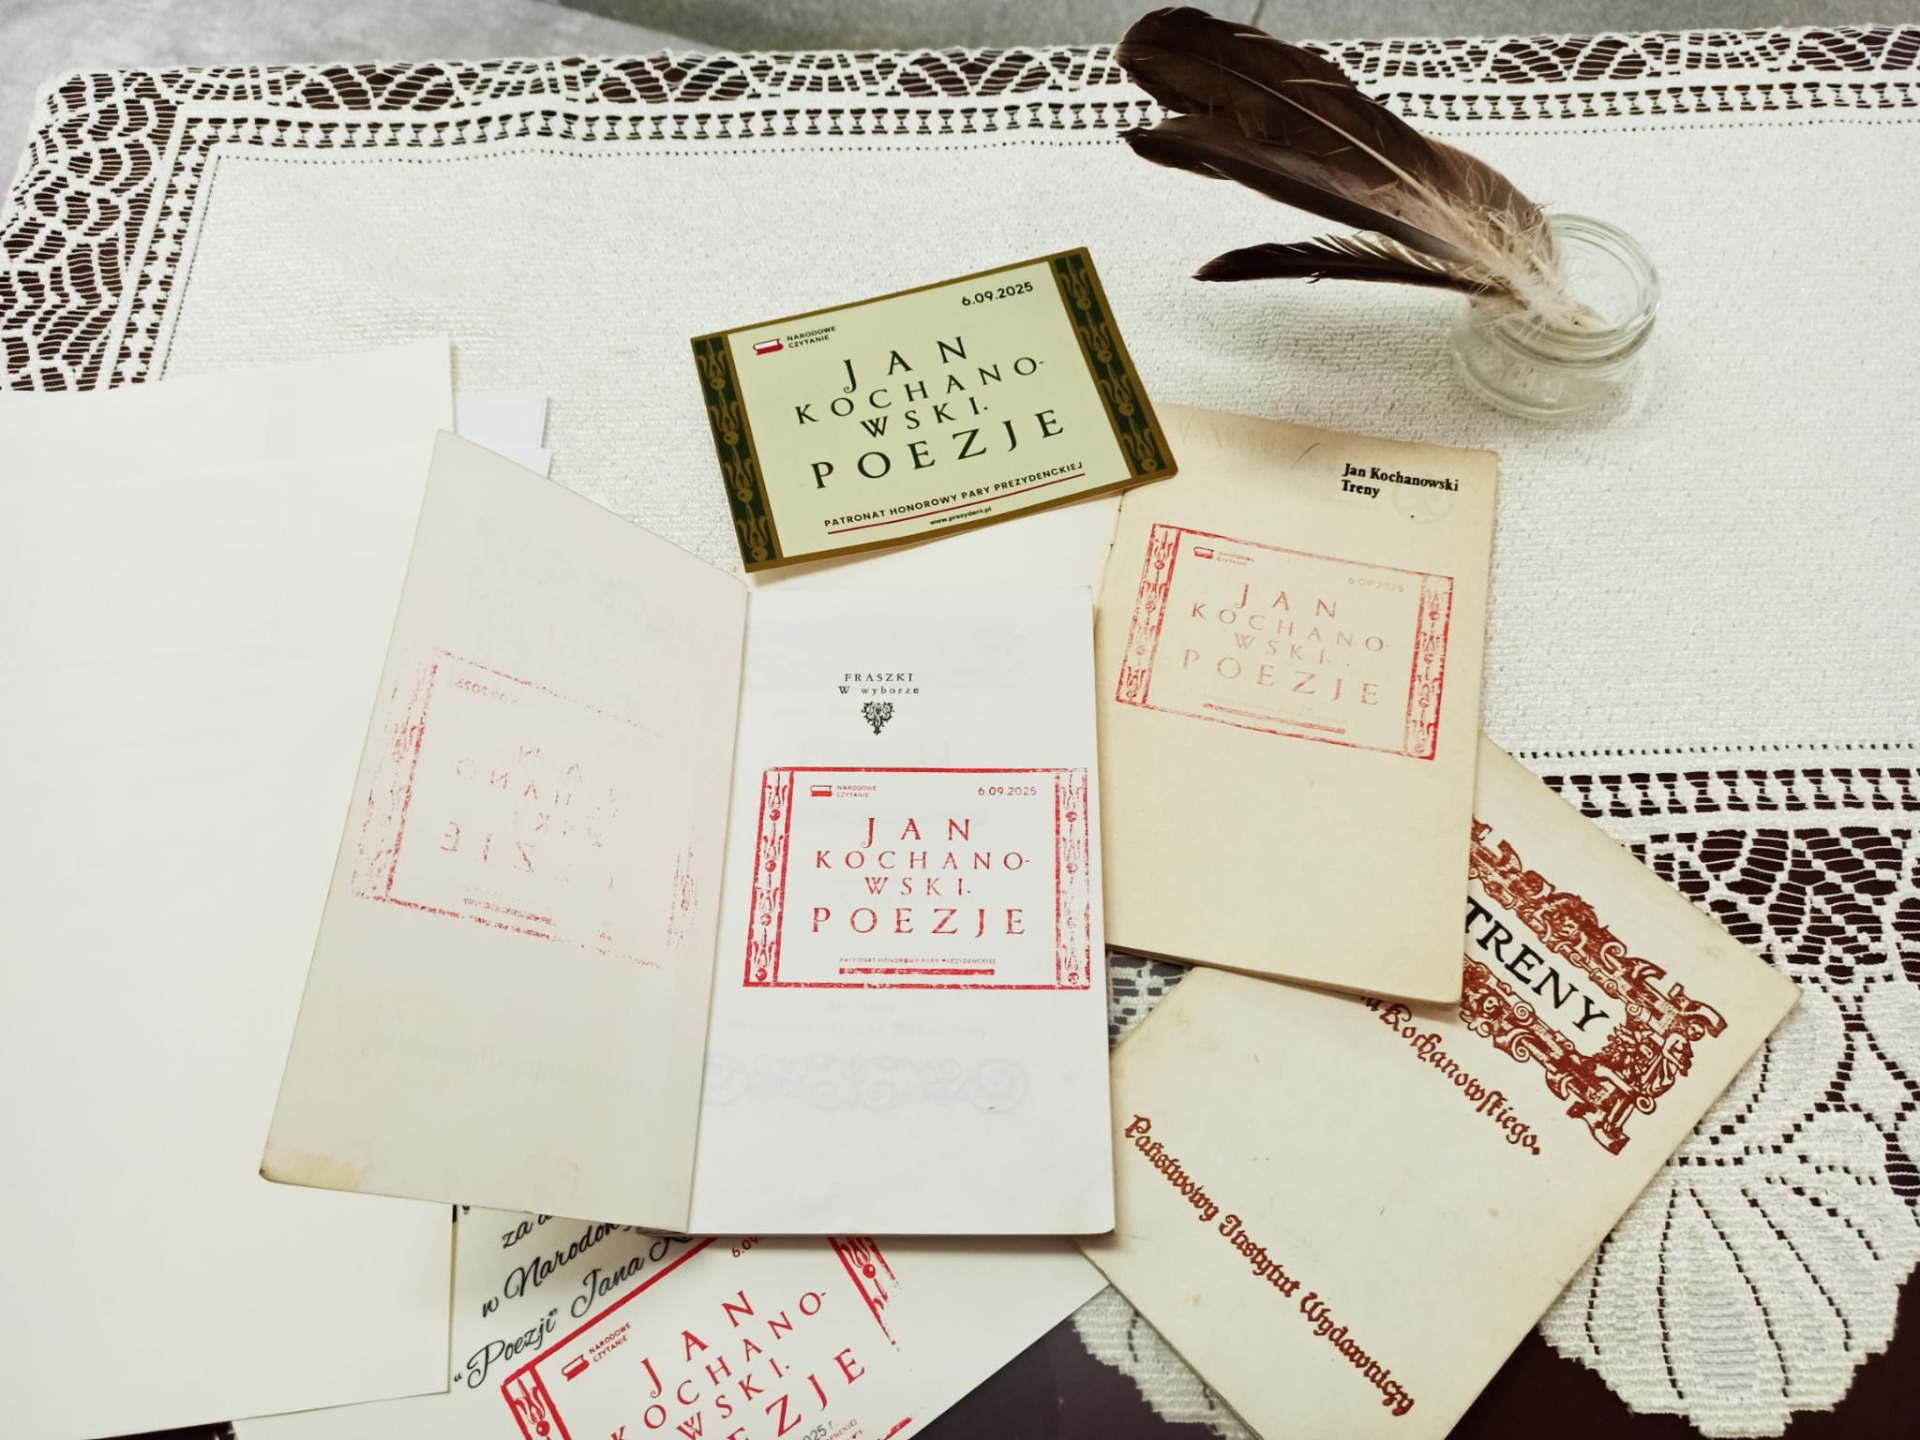 6.09.2025
NARODOWE
CZYTANIE
JAN
KOCHANO-
WSKI.
POEZJE
PATRONAT HONOROWY PARY PREZYDENCKIEJ
www.prezydent.pl
Jan Kochanowski
Treny
NARODOWE
CZYTANIE
6.09.2025
JAN
KOCHANO-
WSKI.
POEZJE
FRASZKI
W wyborze
NARODOWE
CZYTANIE
6.09.2025
JAN
KOCHANO-
WSKI.
POEZJE
PATRONAT HONOROWY PARY PREZYDENCKIEJ
TRENY
Kochanowskiego.
Państwowy Instytut Wydawniczy
za
w Narodow
"Poezji" Jana K
NARODOWE
CZYTANIE
JAN
KOCHANO-
WSKI.
EZJE
025 r.